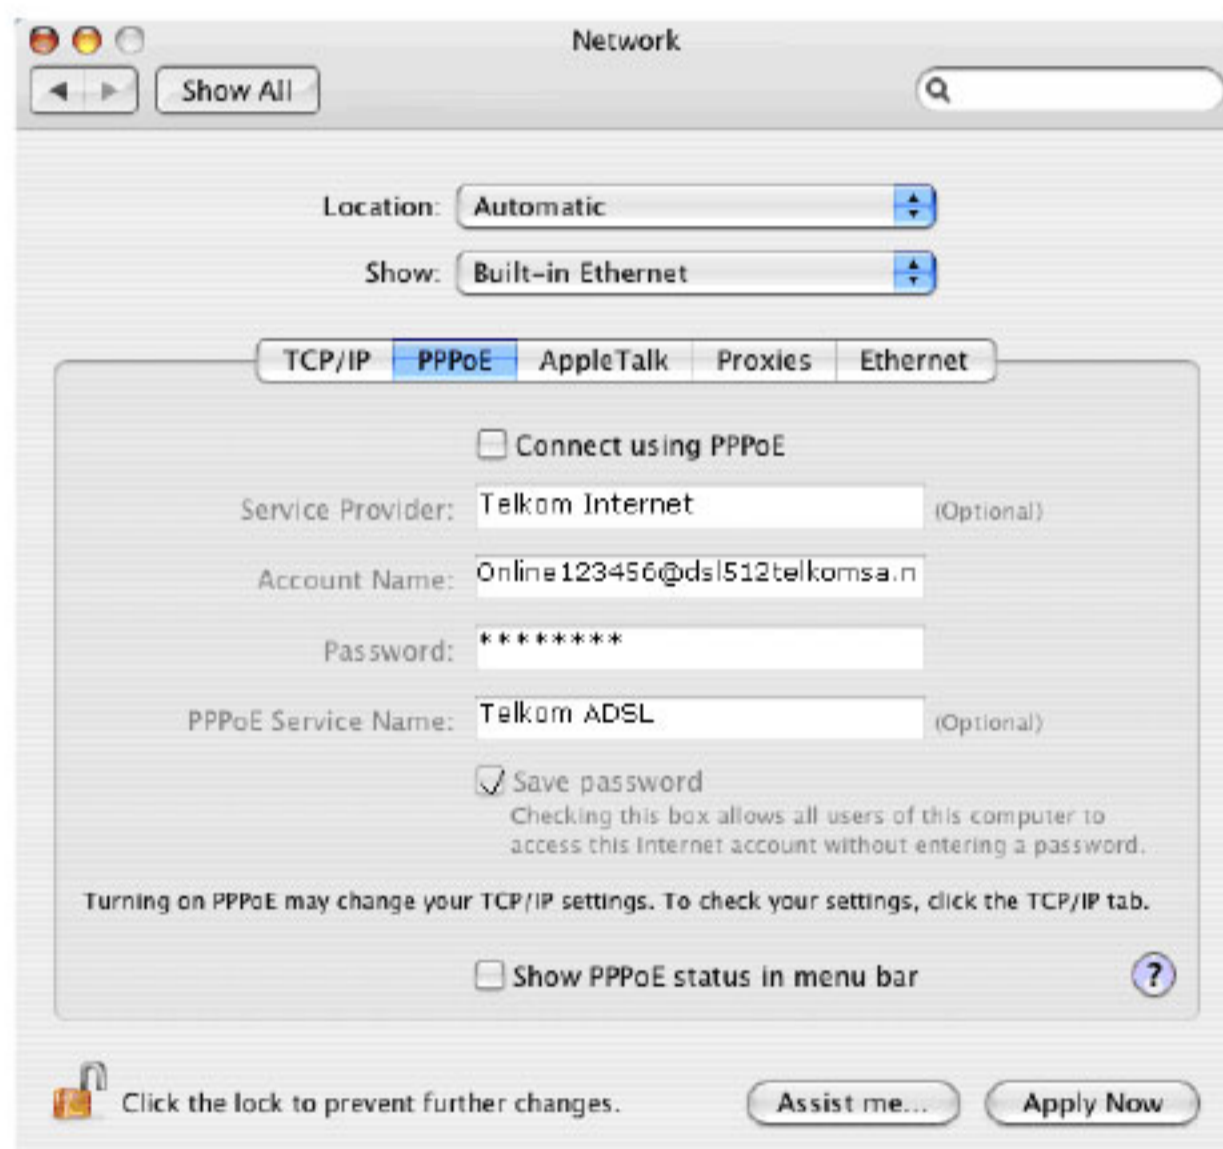 Network
Show All
Location: Automatic
Show: Built-in Ethernet
TCP/IP PPPoE AppleTalk Proxies Ethernet
Connect using PPPoE
Service Provider: Telkom Internet (Optional)
Account Name: Online123456@dsl512telkomsa.n
Password: ********
PPPoE Service Name: Telkom ADSL (Optional)
Save password
Checking this box allows all users of this computer to
access this Internet account without entering a password.
Turning on PPPoE may change your TCP/IP settings. To check your settings, click the TCP/IP tab.
Show PPPoE status in menu bar ?
Click the lock to prevent further changes. Assist me... Apply Now